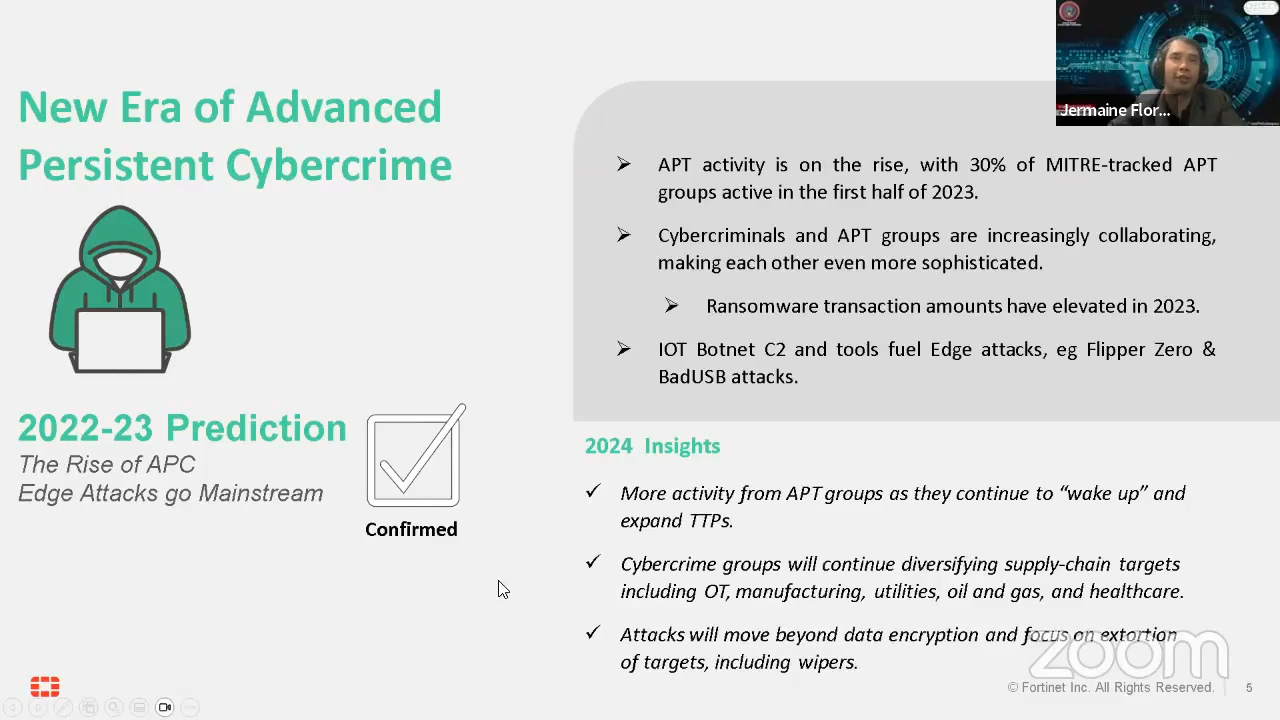 Jermaine Flor...
New Era of Advanced
Persistent Cybercrime
➢ APT activity is on the rise, with 30% of MITRE-tracked APT
groups active in the first half of 2023.
➢ Cybercriminals and APT groups are increasingly collaborating,
making each other even more sophisticated.
➢ Ransomware transaction amounts have elevated in 2023.
➢ IOT Botnet C2 and tools fuel Edge attacks, eg Flipper Zero &
BadUSB attacks.
2022-23 Prediction
The Rise of APC
Edge Attacks go Mainstream
Confirmed
2024 Insights
✓ More activity from APT groups as they continue to “wake up” and
expand TTPs.
✓ Cybercrime groups will continue diversifying supply-chain targets
including OT, manufacturing, utilities, oil and gas, and healthcare.
✓ Attacks will move beyond data encryption and focus on extortion
of targets, including wipers.
zoom
© Fortinet Inc. All Rights Reserved. 5